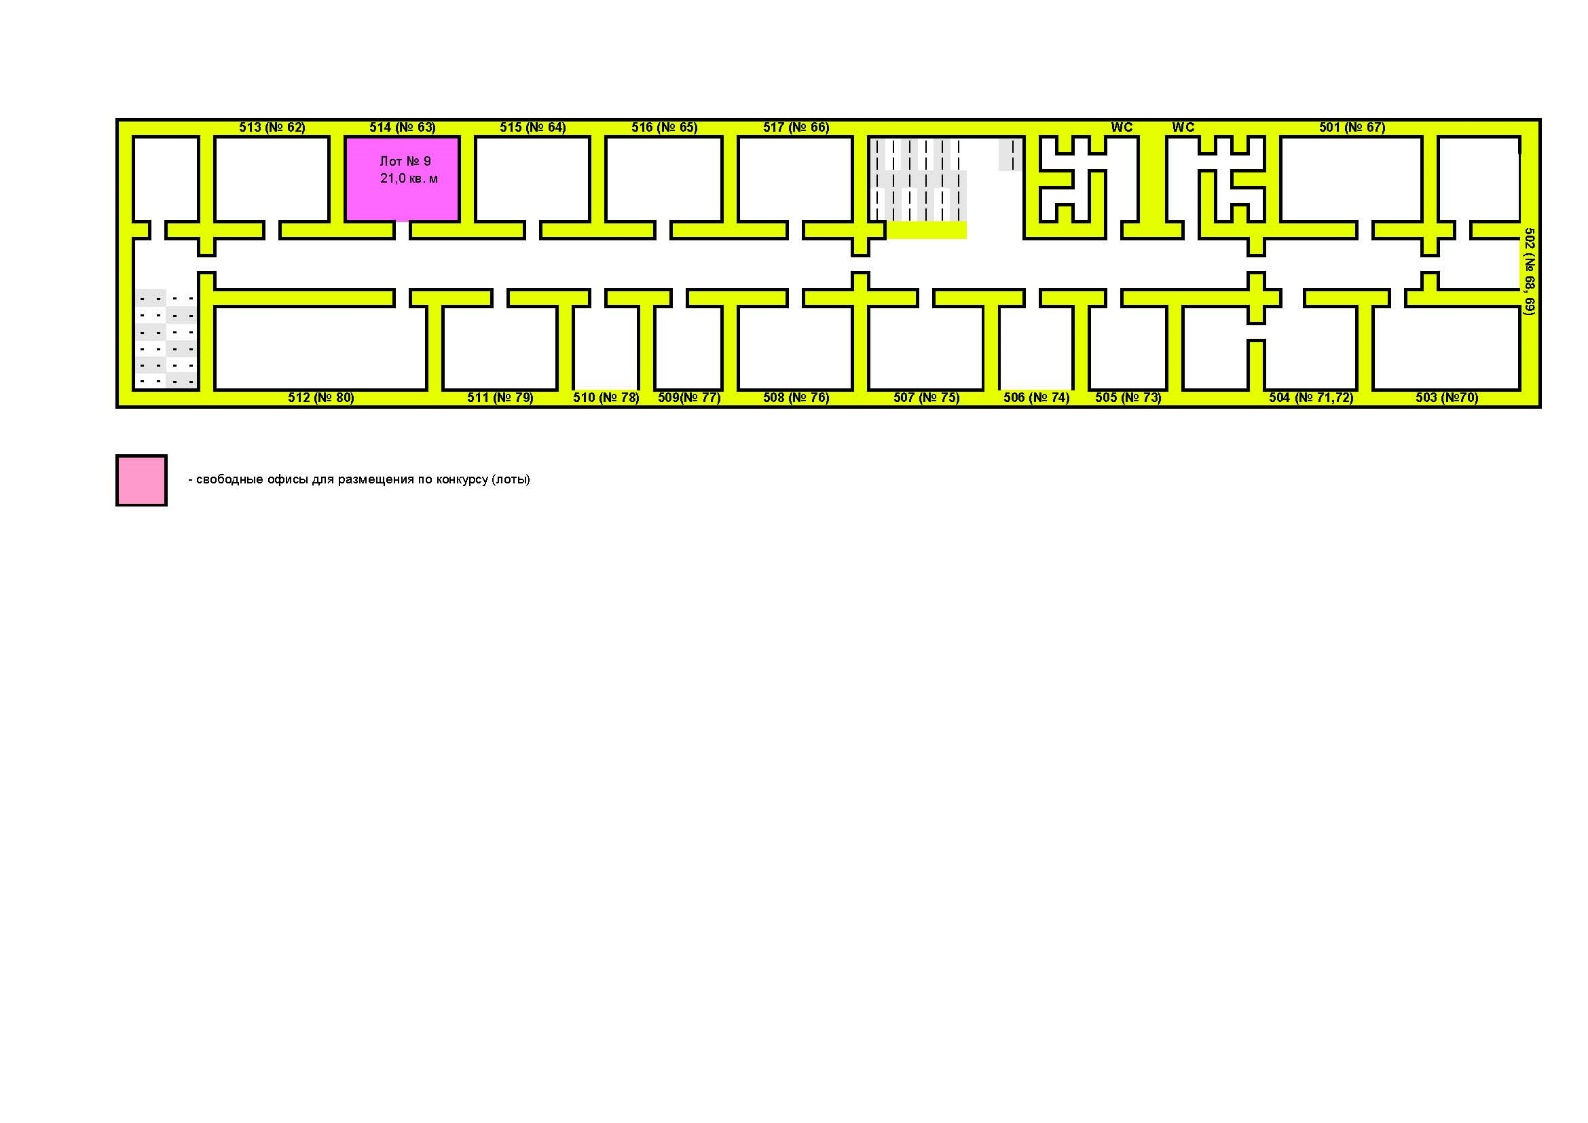 513 (№ 62)
514 (№ 63)
515 (№ 64)
516 (№ 65)
517 (№ 66)
WC
WC
501 (№ 67)
Лот № 9
21,0 кв. м
502 (№ 68, 69)
512 (№ 80)
511 (№ 79)
510 (№ 78)
509(№ 77)
508 (№ 76)
507 (№ 75)
506 (№ 74)
505 (№ 73)
504 (№ 71,72)
503 (№70)
- свободные офисы для размещения по конкурсу (лоты)